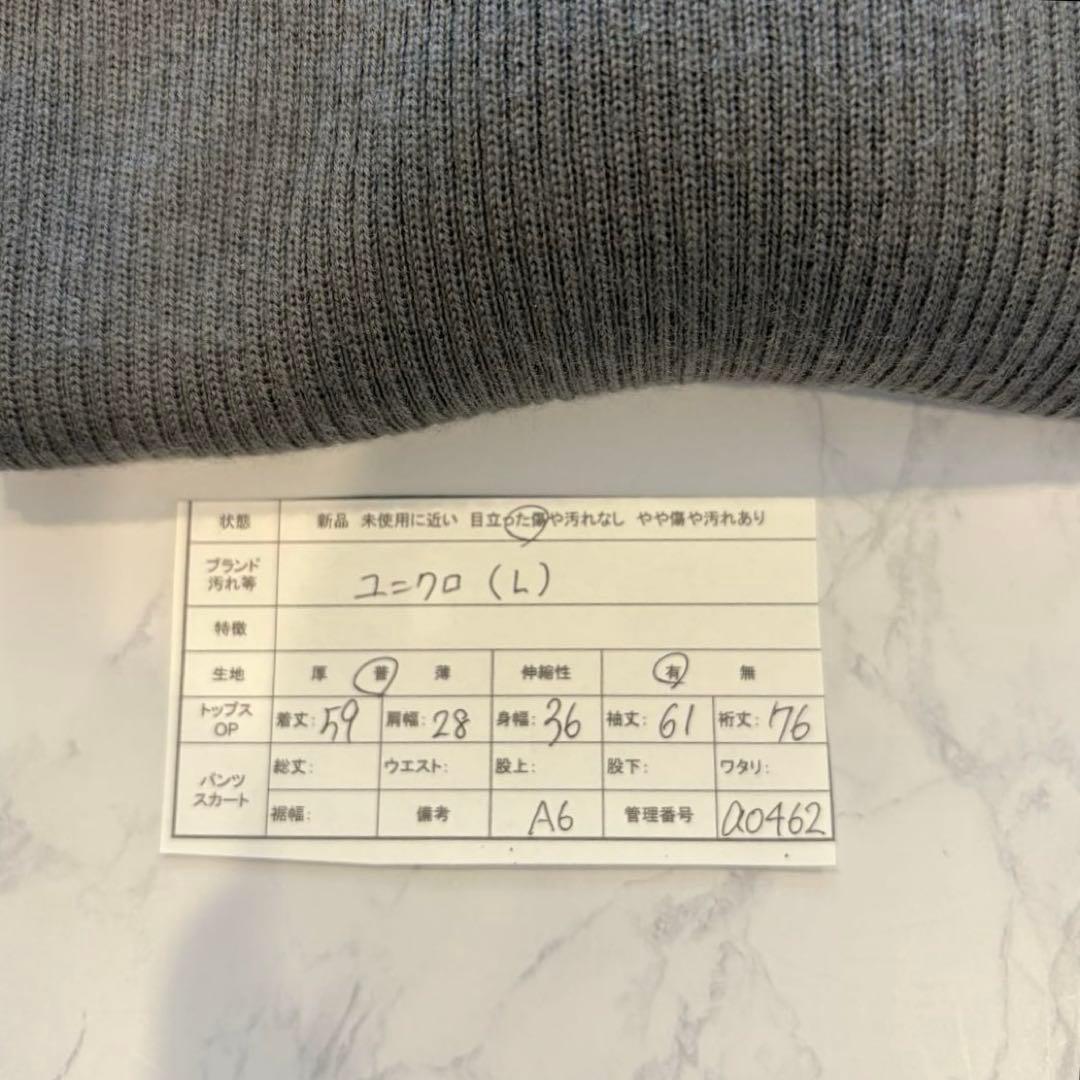 状態 新品 未使用に近い 目立った傷や汚れなし やや傷や汚れあり
ブランド
汚れ等 ユニクロ (L)
特徴
生地 厚 普 薄 伸縮性 有 無
トップス
OP 着丈: 59 肩幅: 28 身幅: 36 袖丈: 61 裄丈: 76
パンツ
スカート 総丈: ウエスト: 股上: 股下: ワタリ:
裾幅: 備考 A6 管理番号 a0462